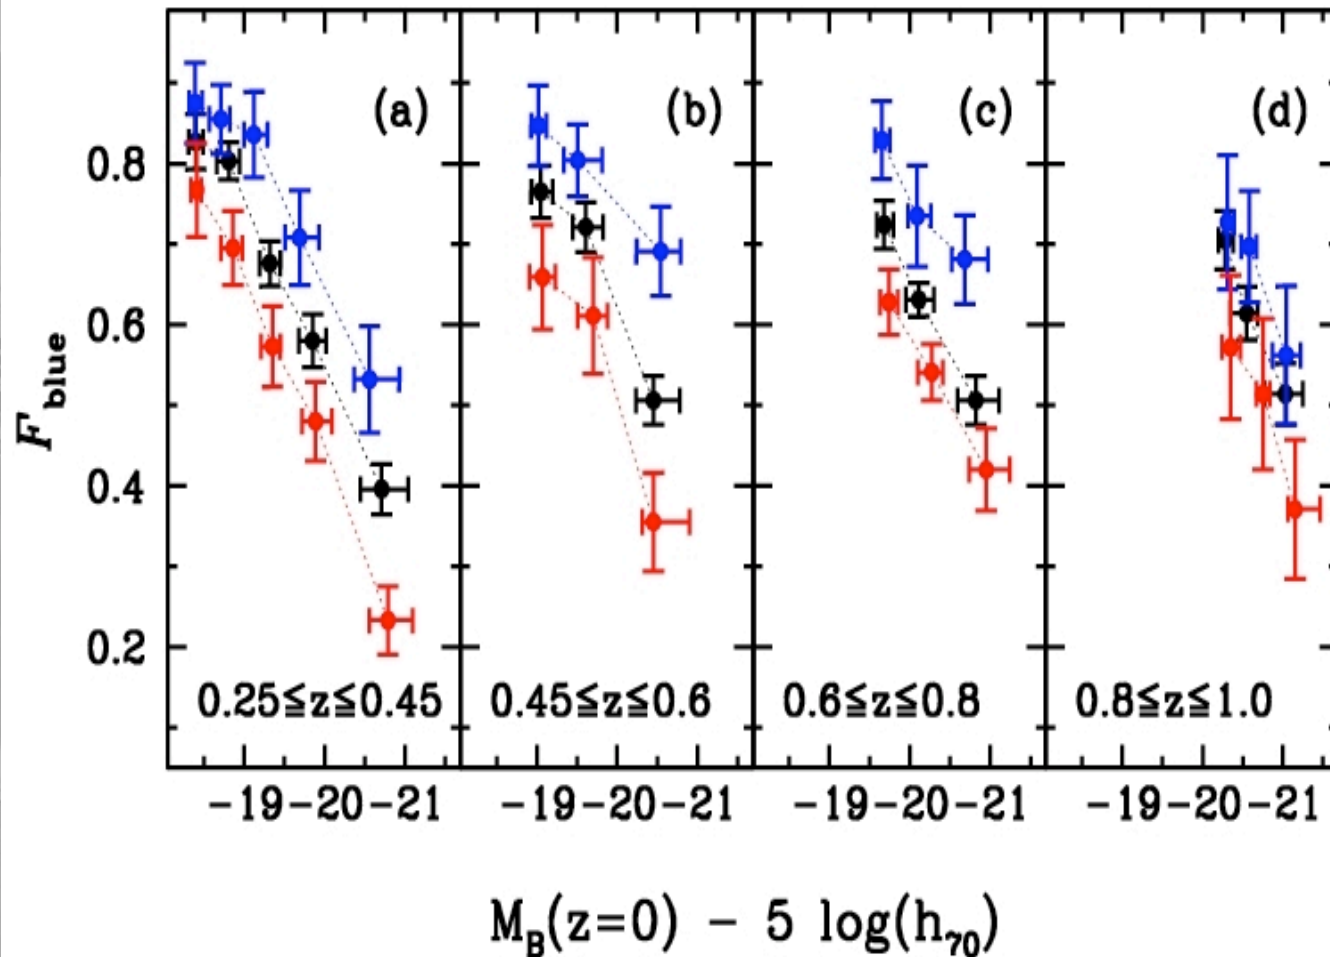 (a) (b) (c) (d)
0.8
0.6
0.4
0.2
F_blue
0.25≦z≦0.45 0.45≦z≦0.6 0.6≦z≦0.8 0.8≦z≦1.0
-19-20-21 -19-20-21 -19-20-21 -19-20-21
M_B(z=0) - 5 log(h_70)